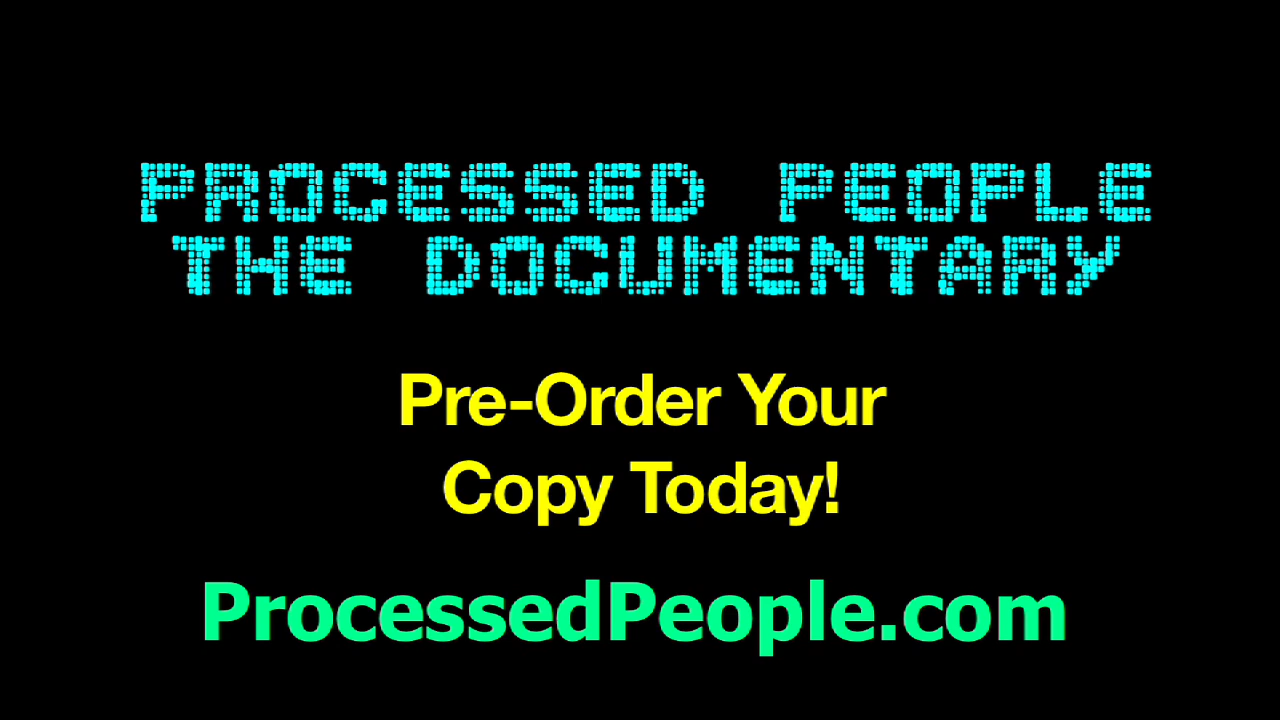 PROCESSED PEOPLE
THE DOCUMENTARY
Pre-Order Your
Copy Today!
ProcessedPeople.com